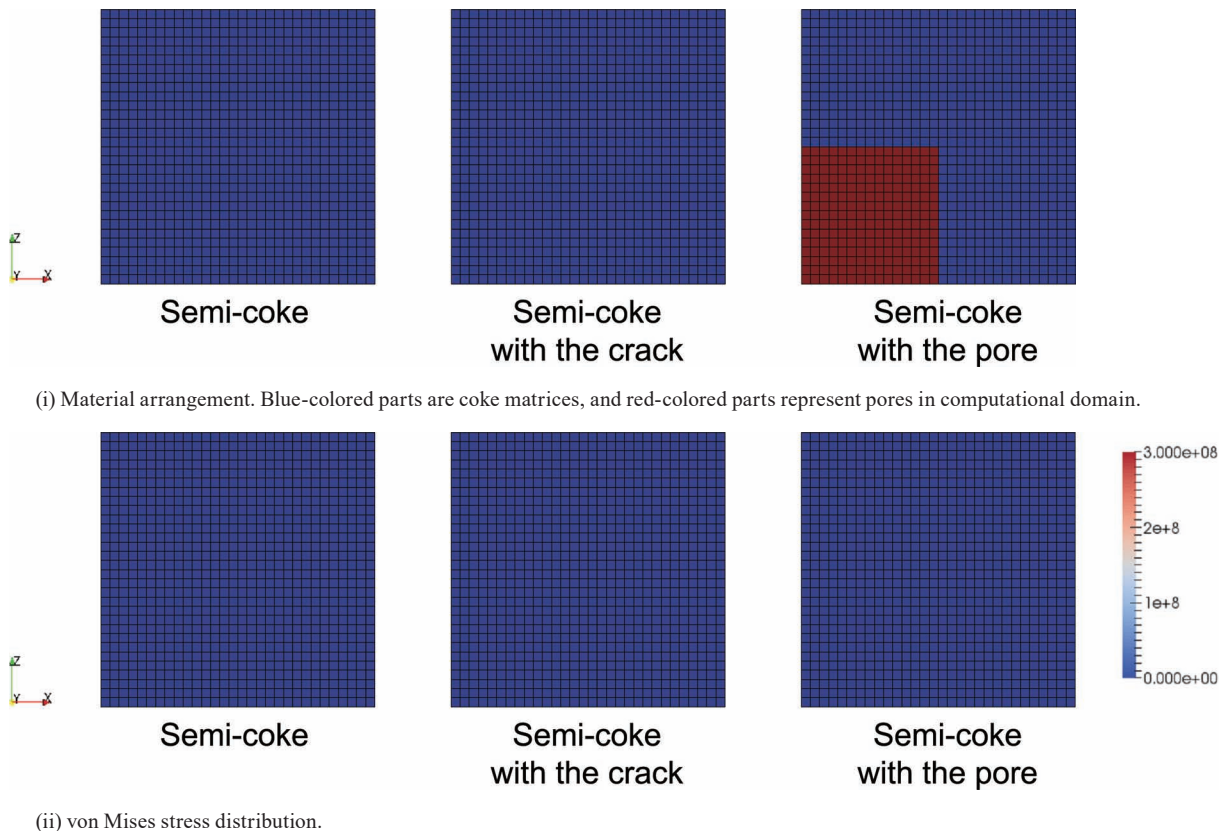 Z
Y X
Semi-coke
Semi-coke
with the crack
Semi-coke
with the pore
(i) Material arrangement. Blue-colored parts are coke matrices, and red-colored parts represent pores in computational domain.
3.000e+08
2e+8
1e+8
0.000e+00
Z
Y X
Semi-coke
Semi-coke
with the crack
Semi-coke
with the pore
(ii) von Mises stress distribution.